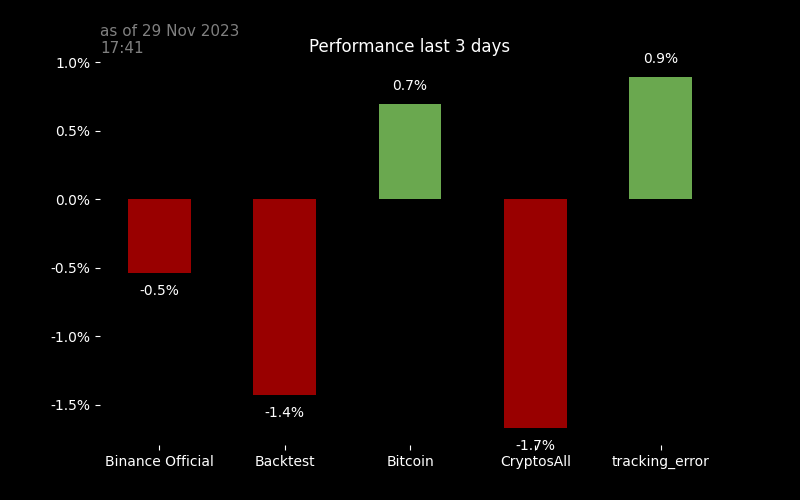 as of 29 Nov 2023
17:41
Performance last 3 days
1.0%
0.5%
0.0%
-0.5%
-1.0%
-1.5%
-0.5%
-1.4%
0.7%
-1.7%
0.9%
Binance Official
Backtest
Bitcoin
CryptosAll
tracking_error